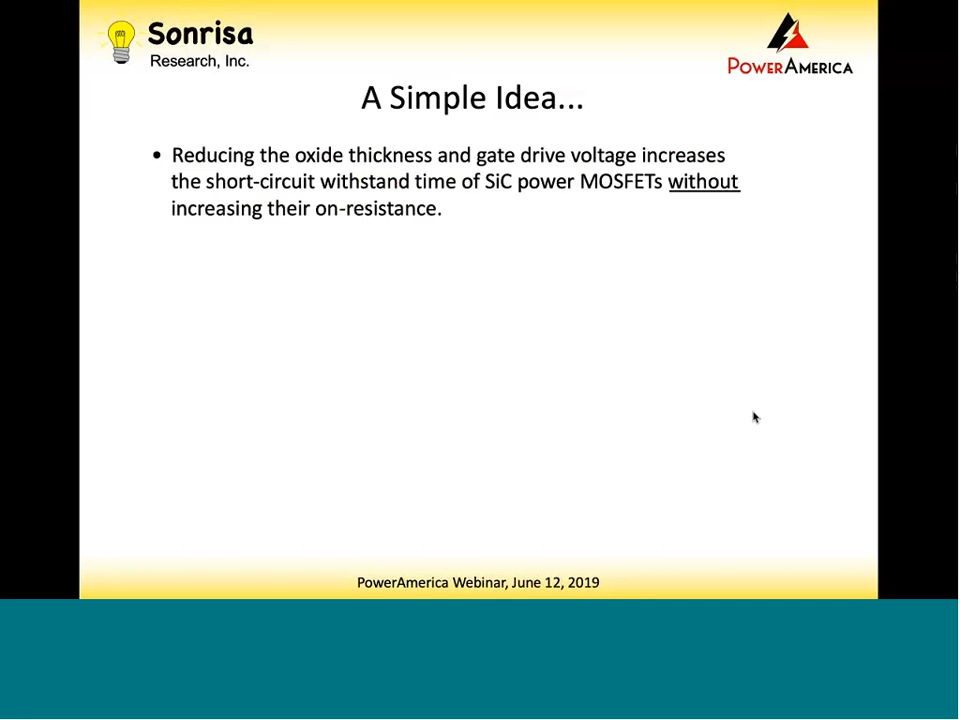 Sonrisa
Research, Inc.
POWERAMERICA
A Simple Idea...
• Reducing the oxide thickness and gate drive voltage increases
the short-circuit withstand time of SiC power MOSFETs without
increasing their on-resistance.
PowerAmerica Webinar, June 12, 2019